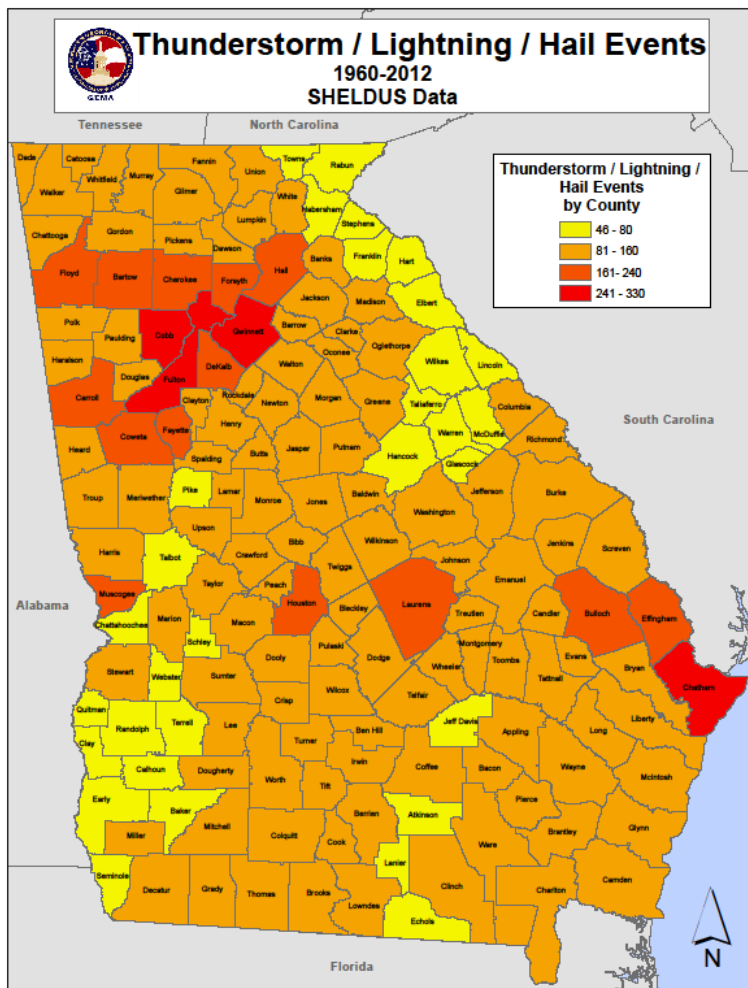 Thunderstorm / Lightning / Hail Events
1960-2012
SHELDUS Data
GEMA
Tennessee
North Carolina
Thunderstorm / Lightning /
Hail Events
by County
46 - 80
81 - 160
161 - 240
241 - 330
Dade
Catoosa
Fannin
Union
Towns
Rabun
Walker
Whitfield
Murray
Gilmer
White
Habersham
Stephens
Lumpkin
Chattooga
Gordon
Pickens
Dawson
Franklin
Hart
Floyd
Bartow
Cherokee
Forsyth
Hall
Banks
Elbert
Jackson
Madison
Polk
Paulding
Cobb
Gwinnett
Barrow
Clarke
Oconee
Oglethorpe
Wilkes
Lincoln
Haralson
Douglas
Fulton
DeKalb
Walton
Taliaferro
Columbia
Carroll
Clayton
Rockdale
Newton
Morgan
Greene
Warren
McDuffie
South Carolina
Coweta
Fayette
Henry
Hancock
Glascock
Richmond
Heard
Spalding
Butts
Jasper
Putnam
Troup
Meriwether
Pike
Lamar
Monroe
Jones
Baldwin
Washington
Jefferson
Burke
Upson
Bibb
Wilkinson
Jenkins
Screven
Harris
Talbot
Crawford
Twiggs
Johnson
Emanuel
Alabama
Muscogee
Taylor
Peach
Houston
Bleckley
Laurens
Treutlen
Candler
Bulloch
Effingham
Chattahoochee
Marion
Macon
Schley
Pulaski
Dodge
Montgomery
Wheeler
Toombs
Tattnall
Evans
Bryan
Chatham
Stewart
Webster
Sumter
Dooly
Wilcox
Telfair
Quitman
Randolph
Terrell
Lee
Crisp
Ben Hill
Jeff Davis
Appling
Long
Liberty
Clay
Calhoun
Dougherty
Turner
Irwin
Coffee
Bacon
Wayne
McIntosh
Early
Baker
Worth
Tift
Pierce
Miller
Mitchell
Colquitt
Cook
Berrien
Atkinson
Ware
Brantley
Glynn
Seminole
Decatur
Grady
Thomas
Brooks
Lowndes
Lanier
Clinch
Echols
Charlton
Camden
Florida
N